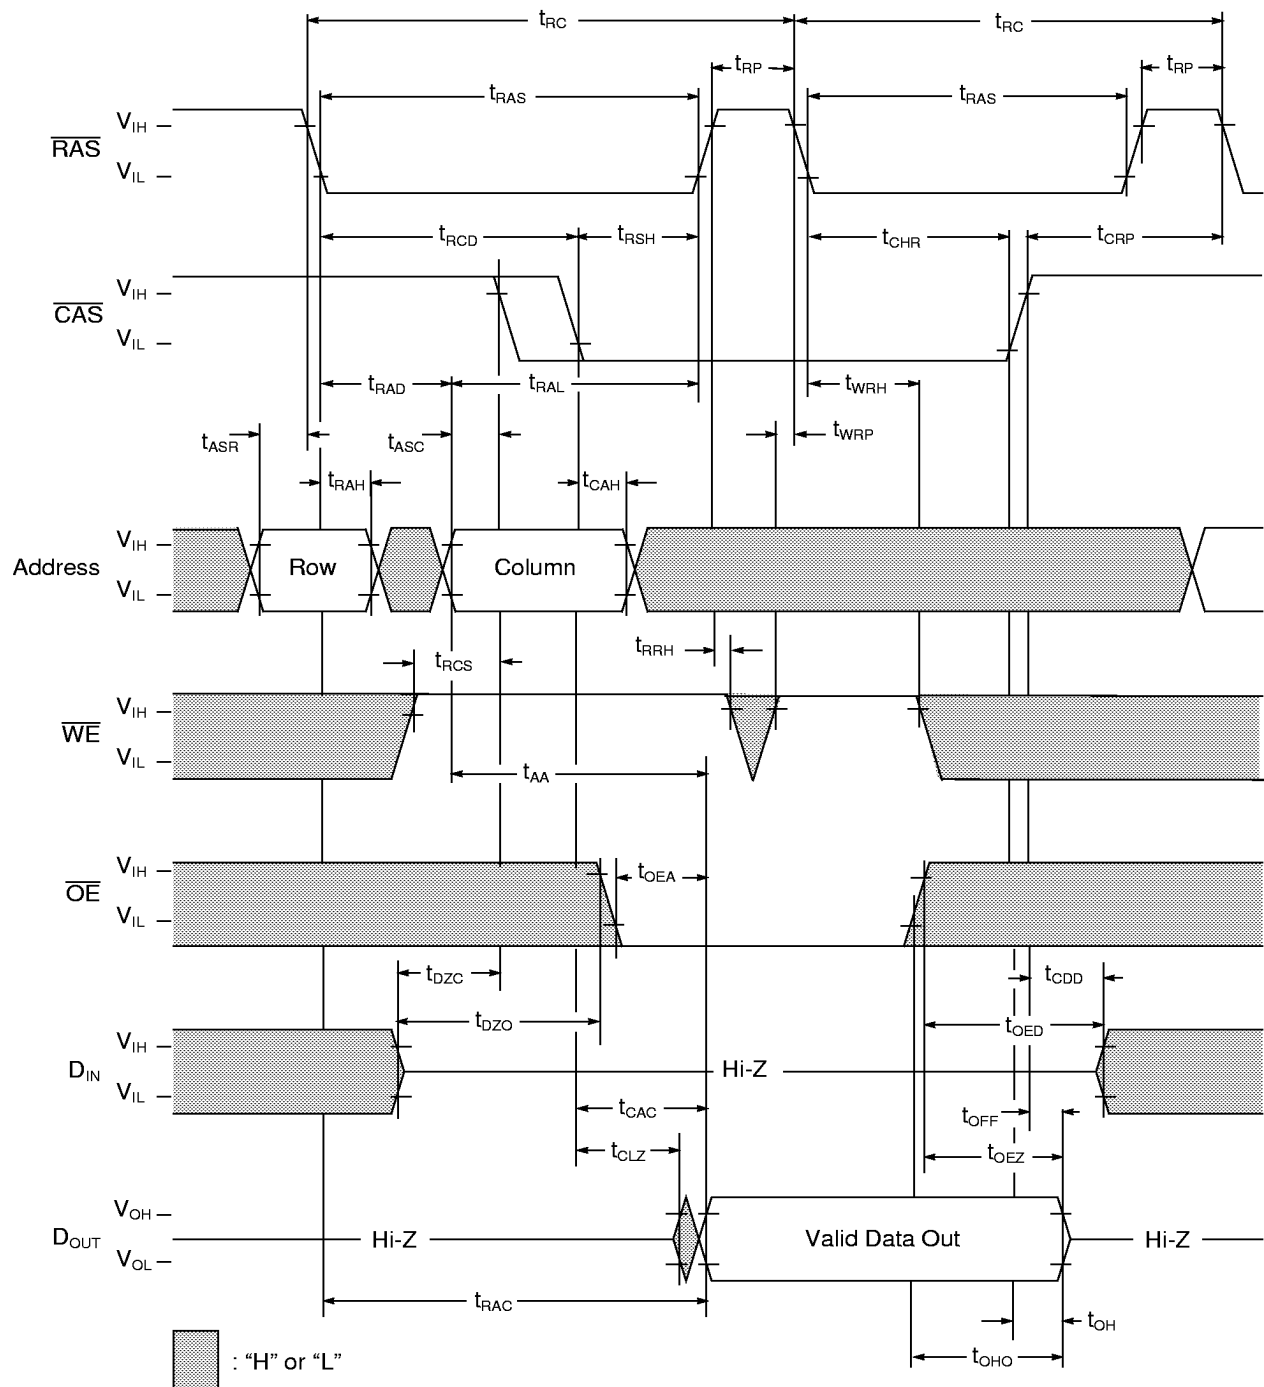 tRC tRC
tRP tRP
tRAS tRAS
RAS VIH
VIL
tRCD tRSH tCHR tCRP
CAS VIH
VIL
tRAD tRAL tWRH
tASR tASC tWRP
tRAH tCAH
Address VIH
VIL
Row Column
tRRH
tRCS
WE VIH
VIL
tAA
OE VIH
VIL
tOEA
tDZC tCDD
tDZO tOED
DIN VIH
VIL
Hi-Z
tCAC tOFF
tCLZ tOEZ
DOUT VOH
VOL
Hi-Z Valid Data Out Hi-Z
tRAC
tOH
tOHO
: “H” or “L”